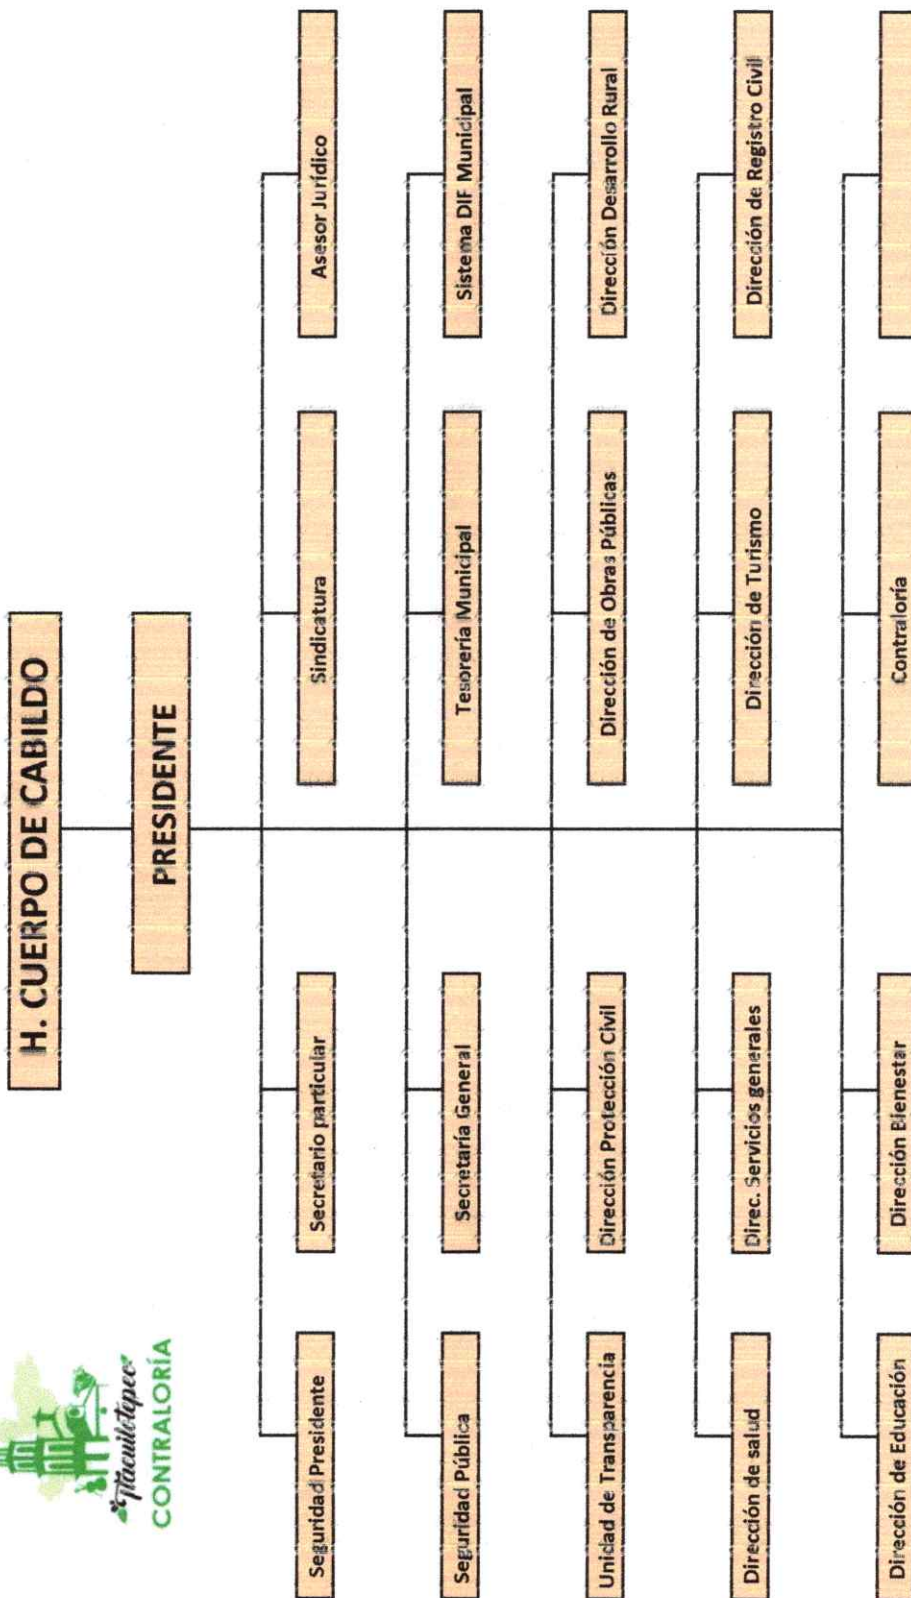 Tlacuilotepec
CONTRALORÍA
H. CUERPO DE CABILDO
PRESIDENTE
Seguridad Presidente
Secretario particular
Sindicatura
Asesor Jurídico
Seguridad Pública
Secretaría General
Tesorería Municipal
Sistema DIF Municipal
Unidad de Transparencia
Dirección Protección Civil
Dirección de Obras Públicas
Dirección Desarrollo Rural
Dirección de salud
Direc. Servicios generales
Dirección de Turismo
Dirección de Registro Civil
Dirección de Educación
Dirección Bienestar
Contraloría